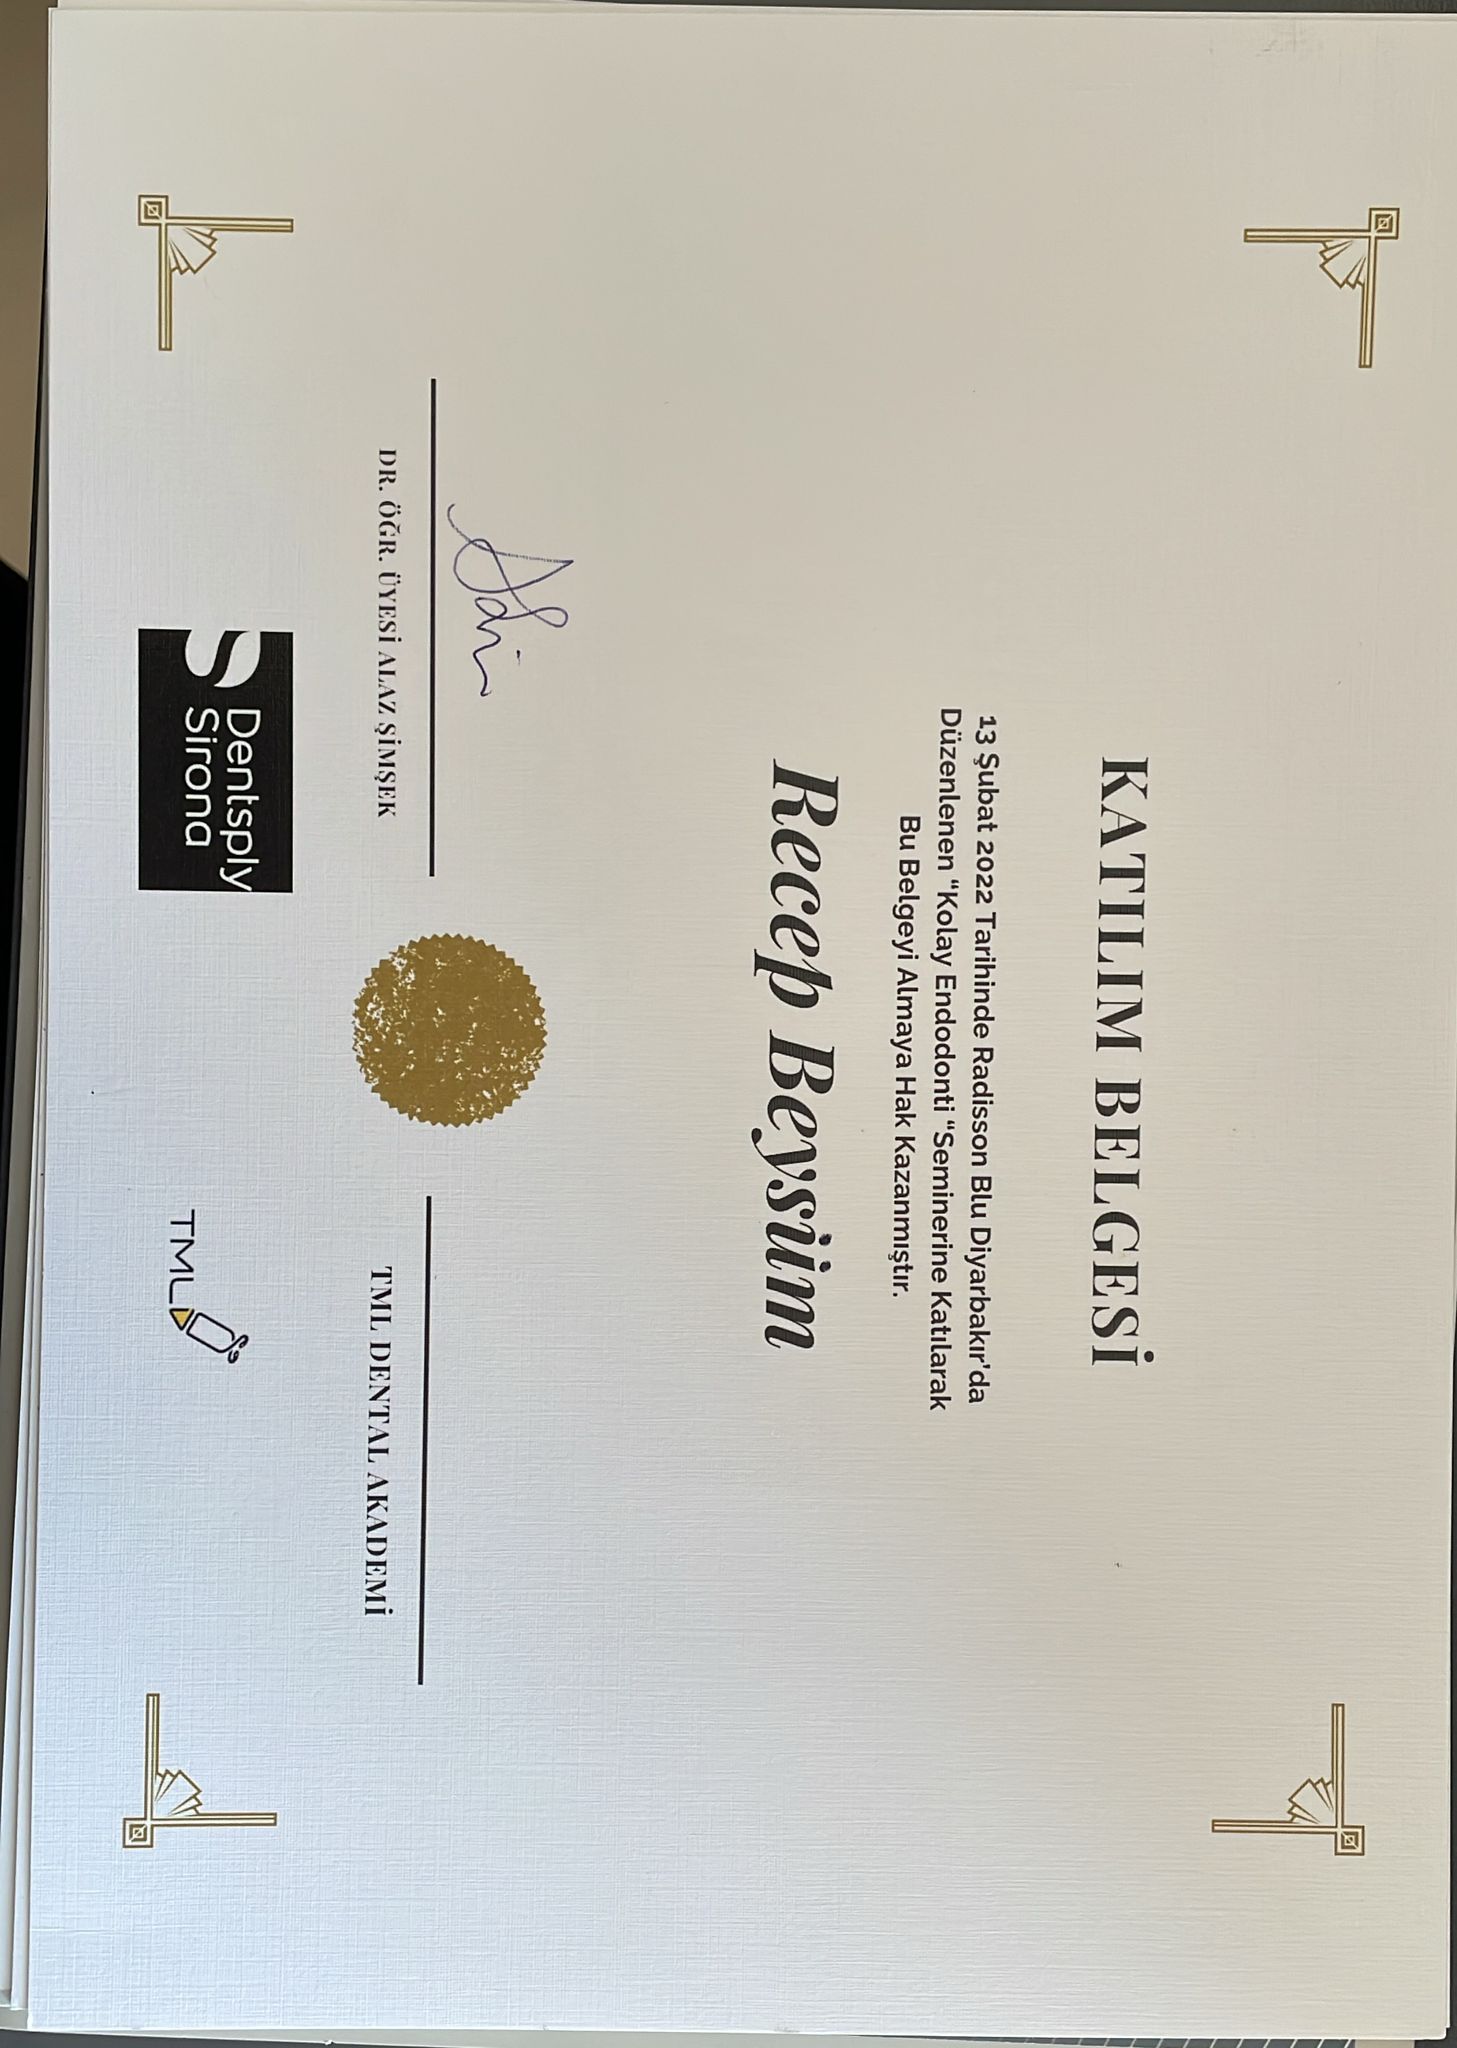 KATILIM BELGESİ
13 Şubat 2022 Tarihinde Radisson Blu Diyarbakır'da
Düzenlenen "Kolay Endodonti "Seminerine Katılarak
Bu Belgeyi Almaya Hak Kazanmıştır.
Recep Beysüm
DR. ÖĞR. ÜYESİ ALAZ ŞİMŞEK
TML DENTAL AKADEMİ
Dentsply
Sirona
TML